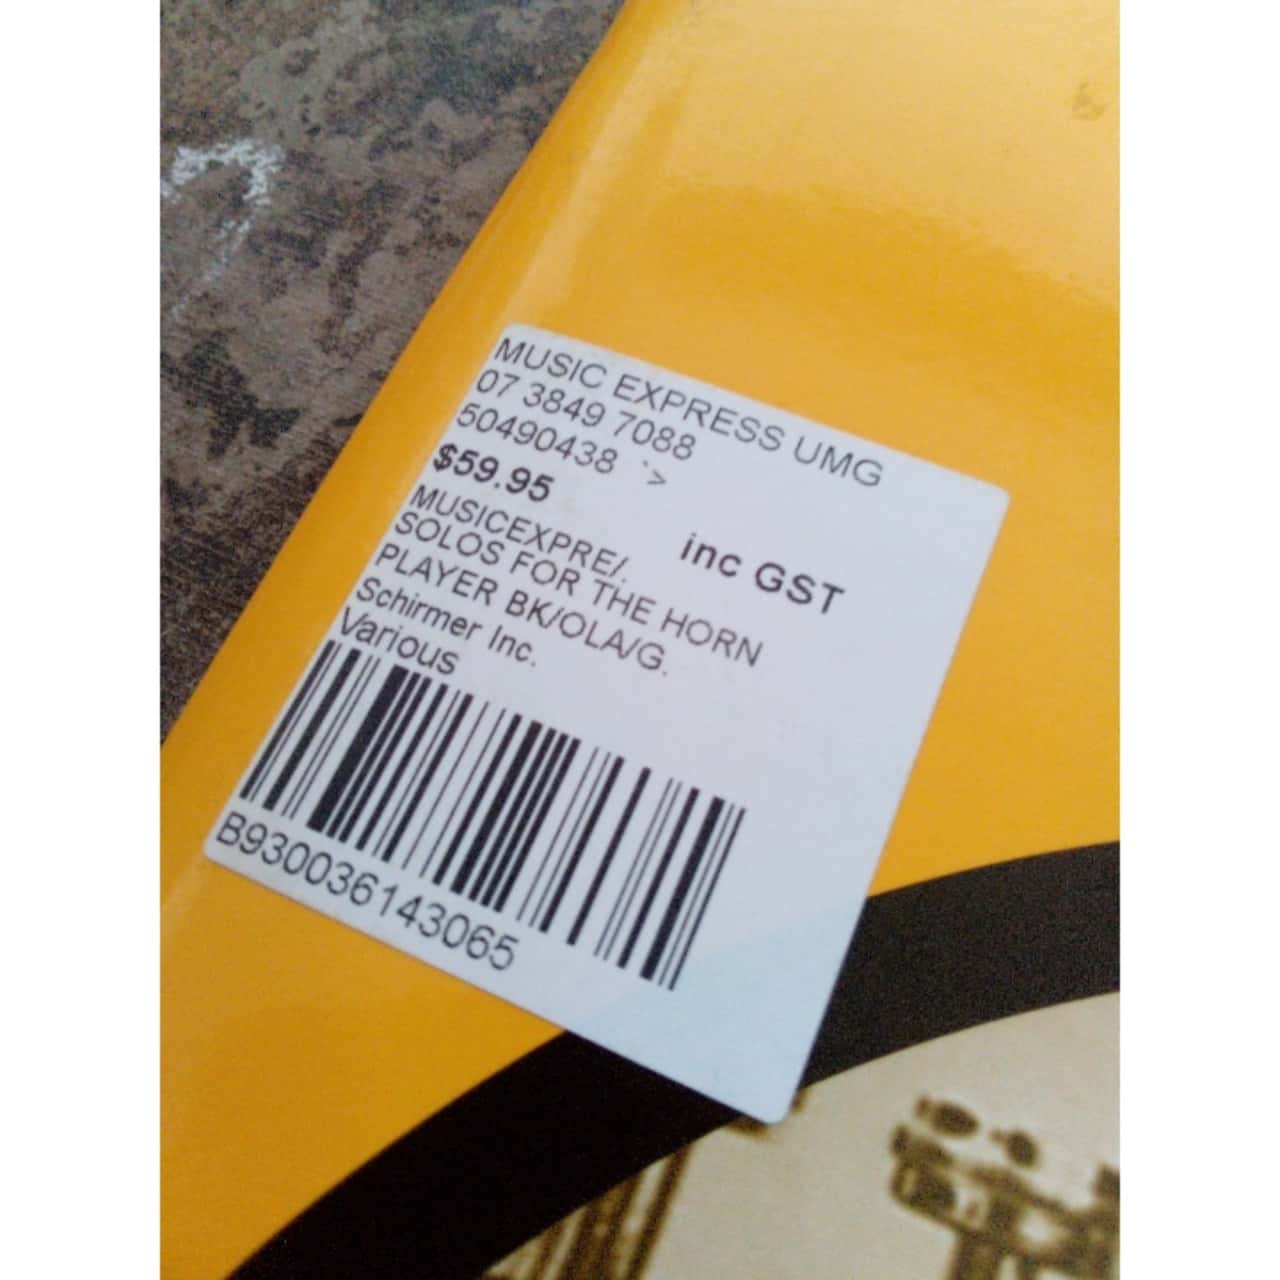 MUSIC EXPRESS UMG
07 3849 7088
50490438 `>
$59.95 inc GST
MUSICEXPRE/.
SOLOS FOR THE HORN
PLAYER BK/OLA/G.
Schirmer Inc.
Various
B930036143065